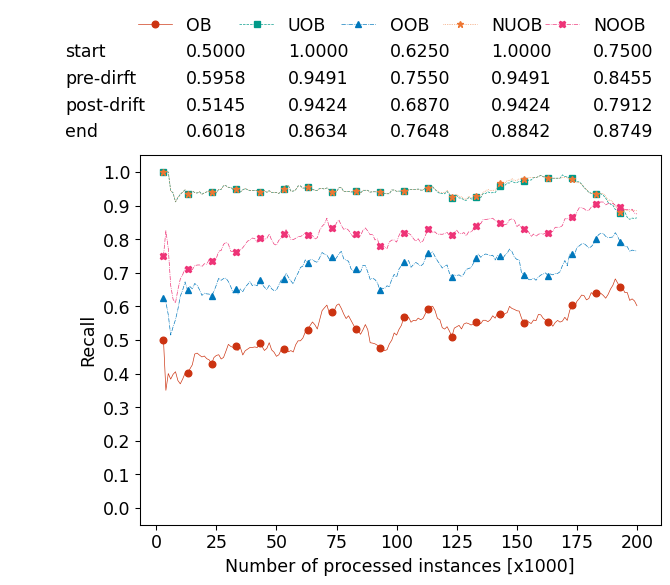 OB UOB OOB NUOB NOOB
start 0.5000 1.0000 0.6250 1.0000 0.7500
pre-dirft 0.5958 0.9491 0.7550 0.9491 0.8455
post-drift 0.5145 0.9424 0.6870 0.9424 0.7912
end 0.6018 0.8634 0.7648 0.8842 0.8749
1.0
0.9
0.8
0.7
0.6
0.5
0.4
0.3
0.2
0.1
0.0
Recall
0 25 50 75 100 125 150 175 200
Number of processed instances [x1000]